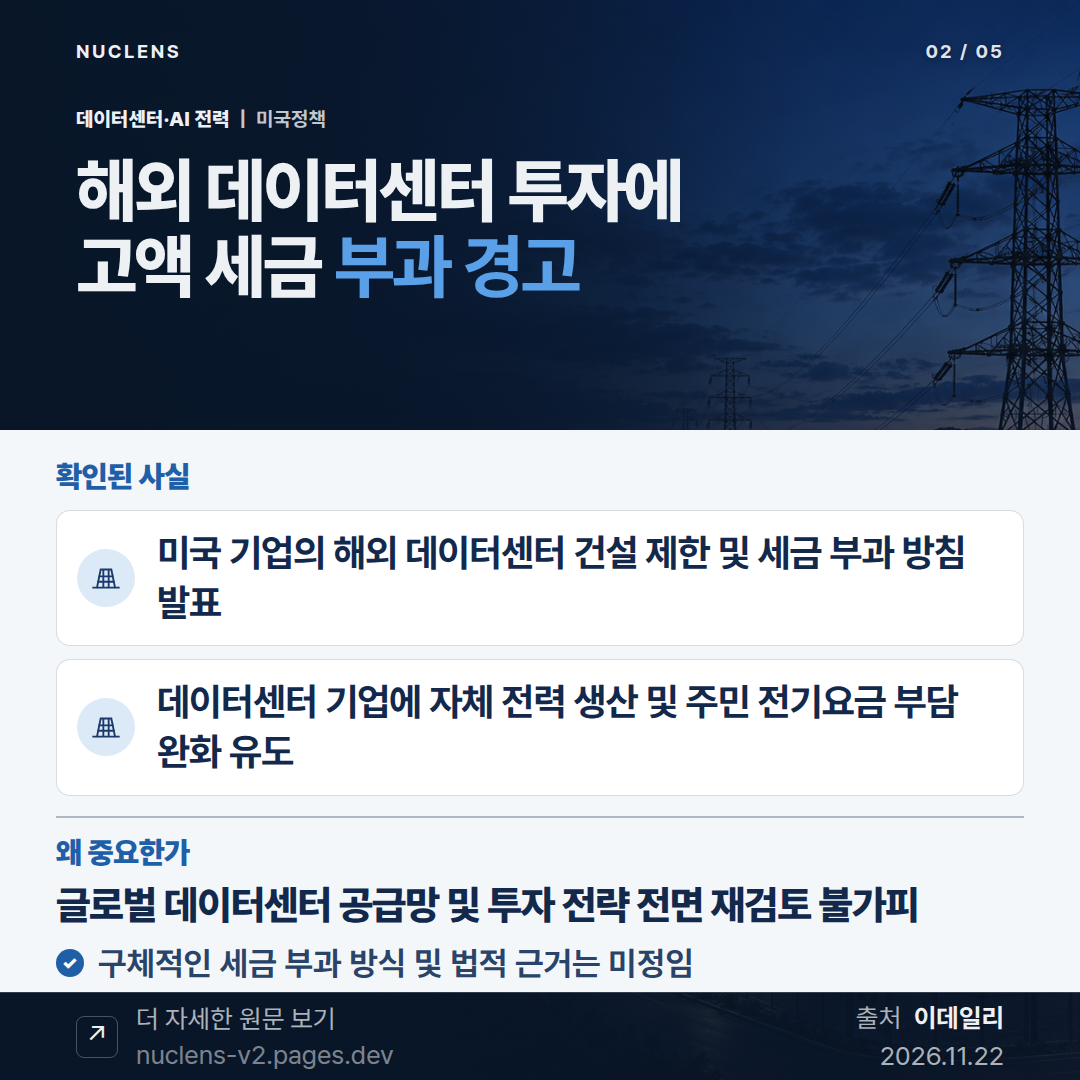 NUCLENS
02 / 05
데이터센터·AI 전력 | 미국정책
해외 데이터센터 투자에
고액 세금 부과 경고
확인된 사실
미국 기업의 해외 데이터센터 건설 제한 및 세금 부과 방침
발표
데이터센터 기업에 자체 전력 생산 및 주민 전기요금 부담
완화 유도
왜 중요한가
글로벌 데이터센터 공급망 및 투자 전략 전면 재검토 불가피
구체적인 세금 부과 방식 및 법적 근거는 미정임
더 자세한 원문 보기
nuclens-v2.pages.dev
출처 이데일리
2026.11.22